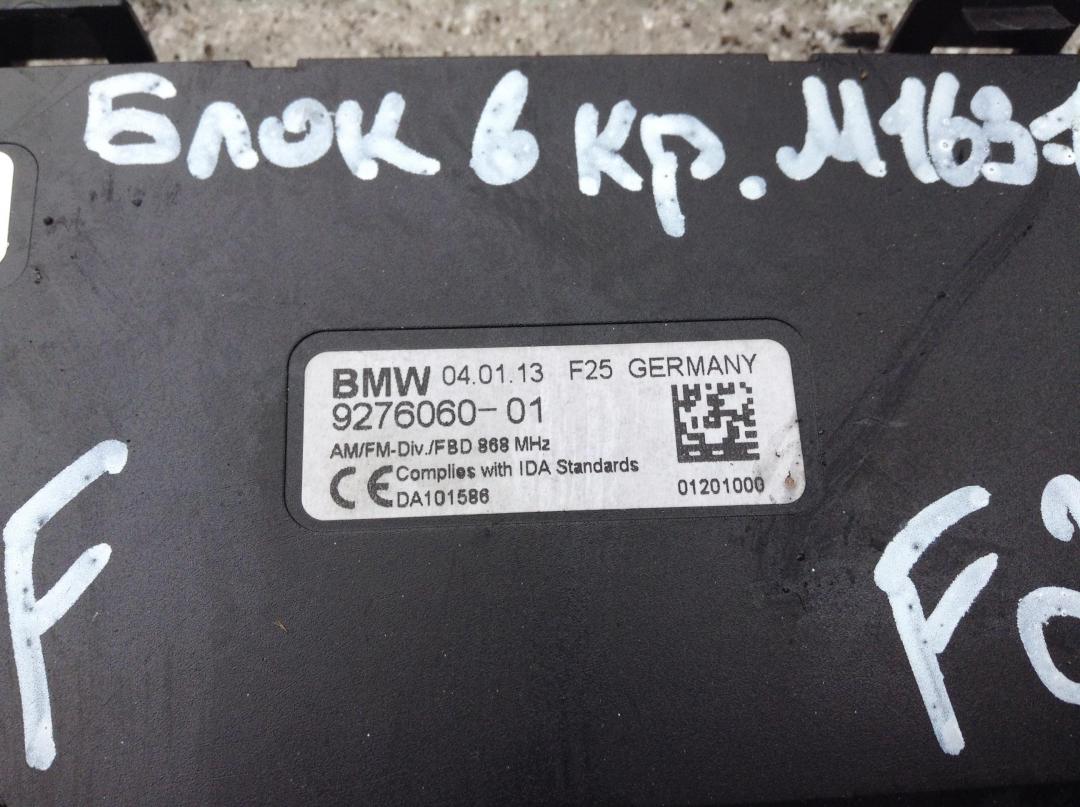 Блок в кр. М163-
BMW 04.01.13 F25 GERMANY
9276060-01
AM/FM-Div./FBD 868 MHz
CE Complies with IDA Standards
DA101586 01201000
F
F